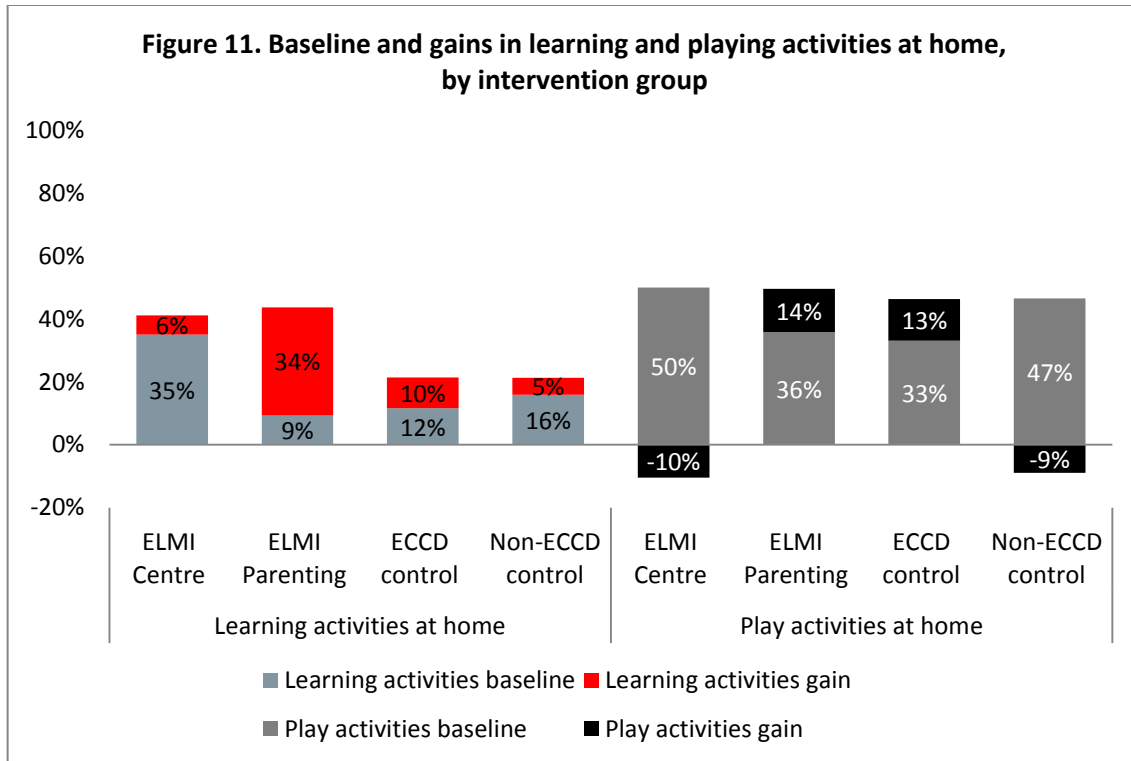 Figure 11. Baseline and gains in learning and playing activities at home,
by intervention group
100%
80%
60%
40%
20%
0%
-20%
6%
35%
34%
9%
10%
12%
5%
16%
50%
-10%
14%
36%
13%
33%
47%
-9%
ELMI Centre
ELMI Parenting
ECCD control
Non-ECCD control
ELMI Centre
ELMI Parenting
ECCD control
Non-ECCD control
Learning activities at home
Play activities at home
Learning activities baseline
Learning activities gain
Play activities baseline
Play activities gain